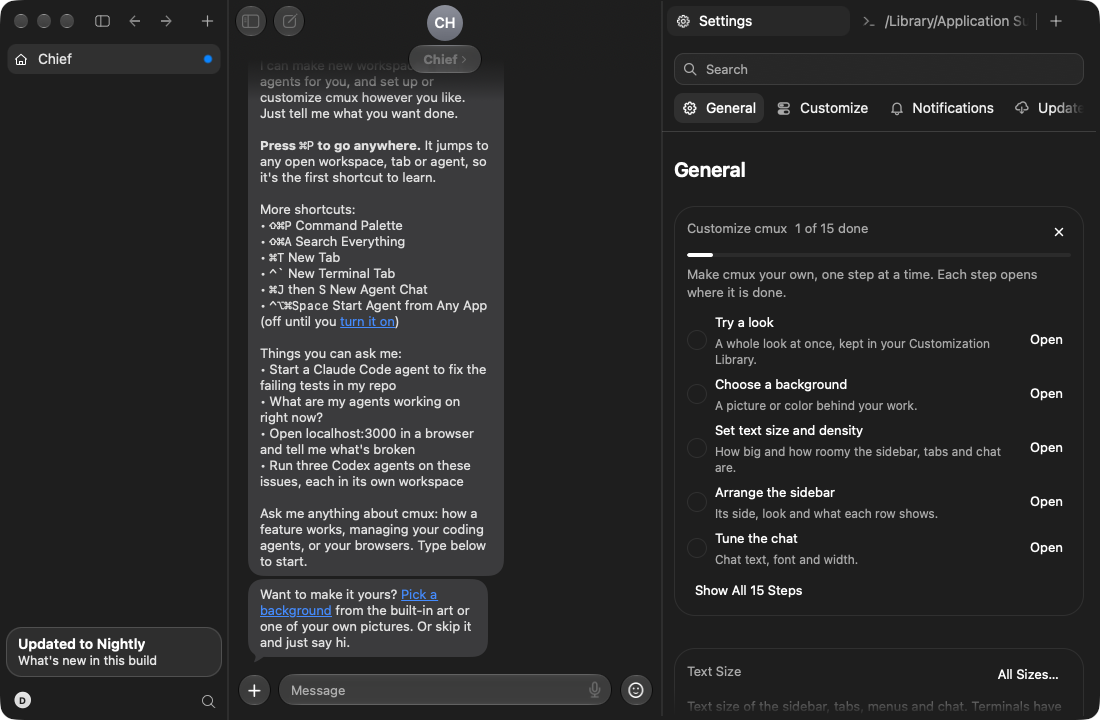 Chief
Updated to Nightly
What's new in this build
D
CH
Chief ›
I can make new workspac
agents for you, and set up or
customize cmux however you like.
Just tell me what you want done.
Press ⌘P to go anywhere. It jumps to
any open workspace, tab or agent, so
it's the first shortcut to learn.
More shortcuts:
• ⇧⌘P Command Palette
• ⇧⌘A Search Everything
• ⌘T New Tab
• ^` New Terminal Tab
• ⌘J then S New Agent Chat
• ^⌥⌘Space Start Agent from Any App
(off until you turn it on)
Things you can ask me:
• Start a Claude Code agent to fix the
failing tests in my repo
• What are my agents working on
right now?
• Open localhost:3000 in a browser
and tell me what's broken
• Run three Codex agents on these
issues, each in its own workspace
Ask me anything about cmux: how a
feature works, managing your coding
agents, or your browsers. Type below
to start.
Want to make it yours? Pick a
background from the built-in art or
one of your own pictures. Or skip it
and just say hi.
Message
Settings
/Library/Application Su
Search
General Customize Notifications Update
General
Customize cmux 1 of 15 done
Make cmux your own, one step at a time. Each step opens
where it is done.
Try a look
A whole look at once, kept in your Customization
Library.
Open
Choose a background
A picture or color behind your work.
Open
Set text size and density
How big and how roomy the sidebar, tabs and chat
are.
Open
Arrange the sidebar
Its side, look and what each row shows.
Open
Tune the chat
Chat text, font and width.
Open
Show All 15 Steps
Text Size
All Sizes...
Text size of the sidebar, tabs, menus and chat. Terminals have